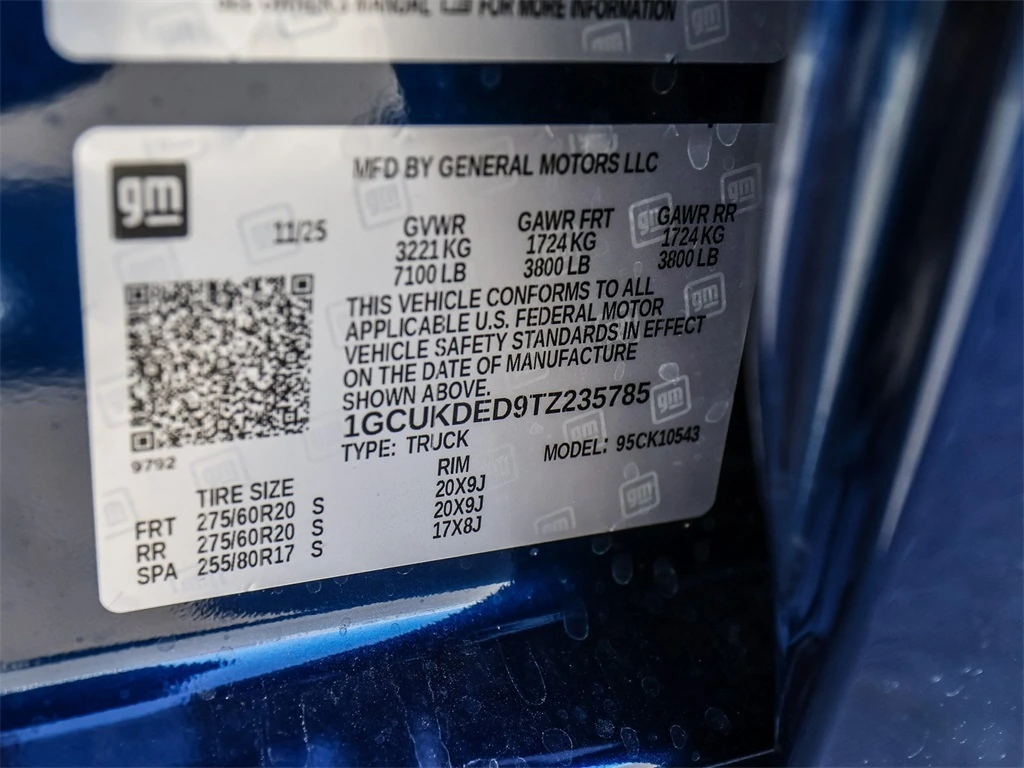 SEE OWNER'S MANUAL FOR MORE INFORMATION
gm
MFD BY GENERAL MOTORS LLC
11/25
GVWR GAWR FRT GAWR RR
3221 KG 1724 KG 1724 KG
7100 LB 3800 LB 3800 LB
THIS VEHICLE CONFORMS TO ALL
APPLICABLE U.S. FEDERAL MOTOR
VEHICLE SAFETY STANDARDS IN EFFECT
ON THE DATE OF MANUFACTURE
SHOWN ABOVE.
1GCUKDED9TZ235785
TYPE: TRUCK MODEL: 95CK10543
9792
TIRE SIZE RIM
FRT 275/60R20 S 20X9J
RR 275/60R20 S 20X9J
SPA 255/80R17 S 17X8J